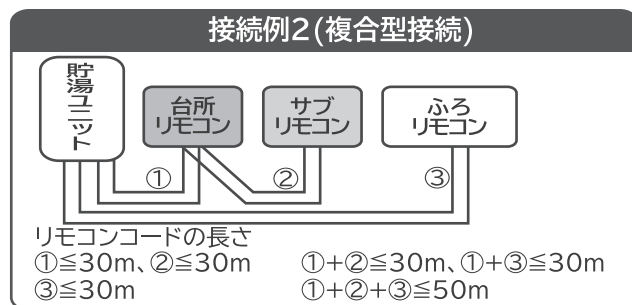 接続例2(複合型接続)
貯湯ユニット
台所
リモコン
サブ
リモコン
ふろ
リモコン
①
②
③
リモコンコードの長さ
①≦30m、②≦30m
③≦30m
①+②≦30m、①+③≦30m
①+②+③≦50m